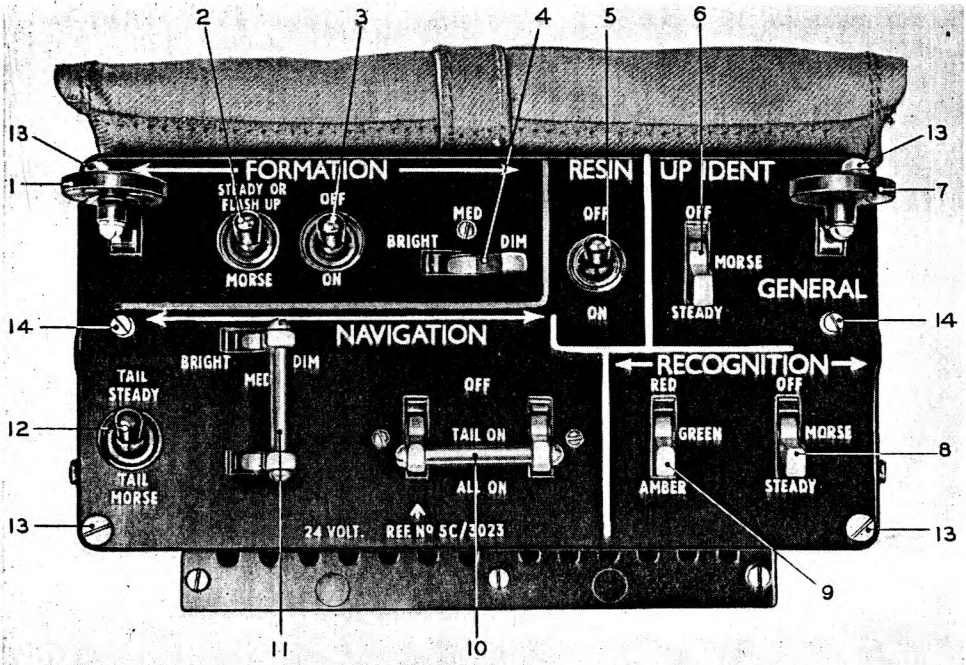 2 3 4 5 6
13 13
1 7
FORMATION RESIN UP IDENT
STEADY OR FLASH UP OFF OFF OFF
MED
BRIGHT DIM
MORSE
MORSE ON
GENERAL
ON STEADY
14 14
NAVIGATION
RECOGNITION
BRIGHT DIM
MED
TAIL STEADY
OFF RED OFF
12
TAIL ON GREEN MORSE
8
ALL ON AMBER STEADY
TAIL MORSE
13 13
24 VOLT. REF. Nº 5C/3023
9
11 10